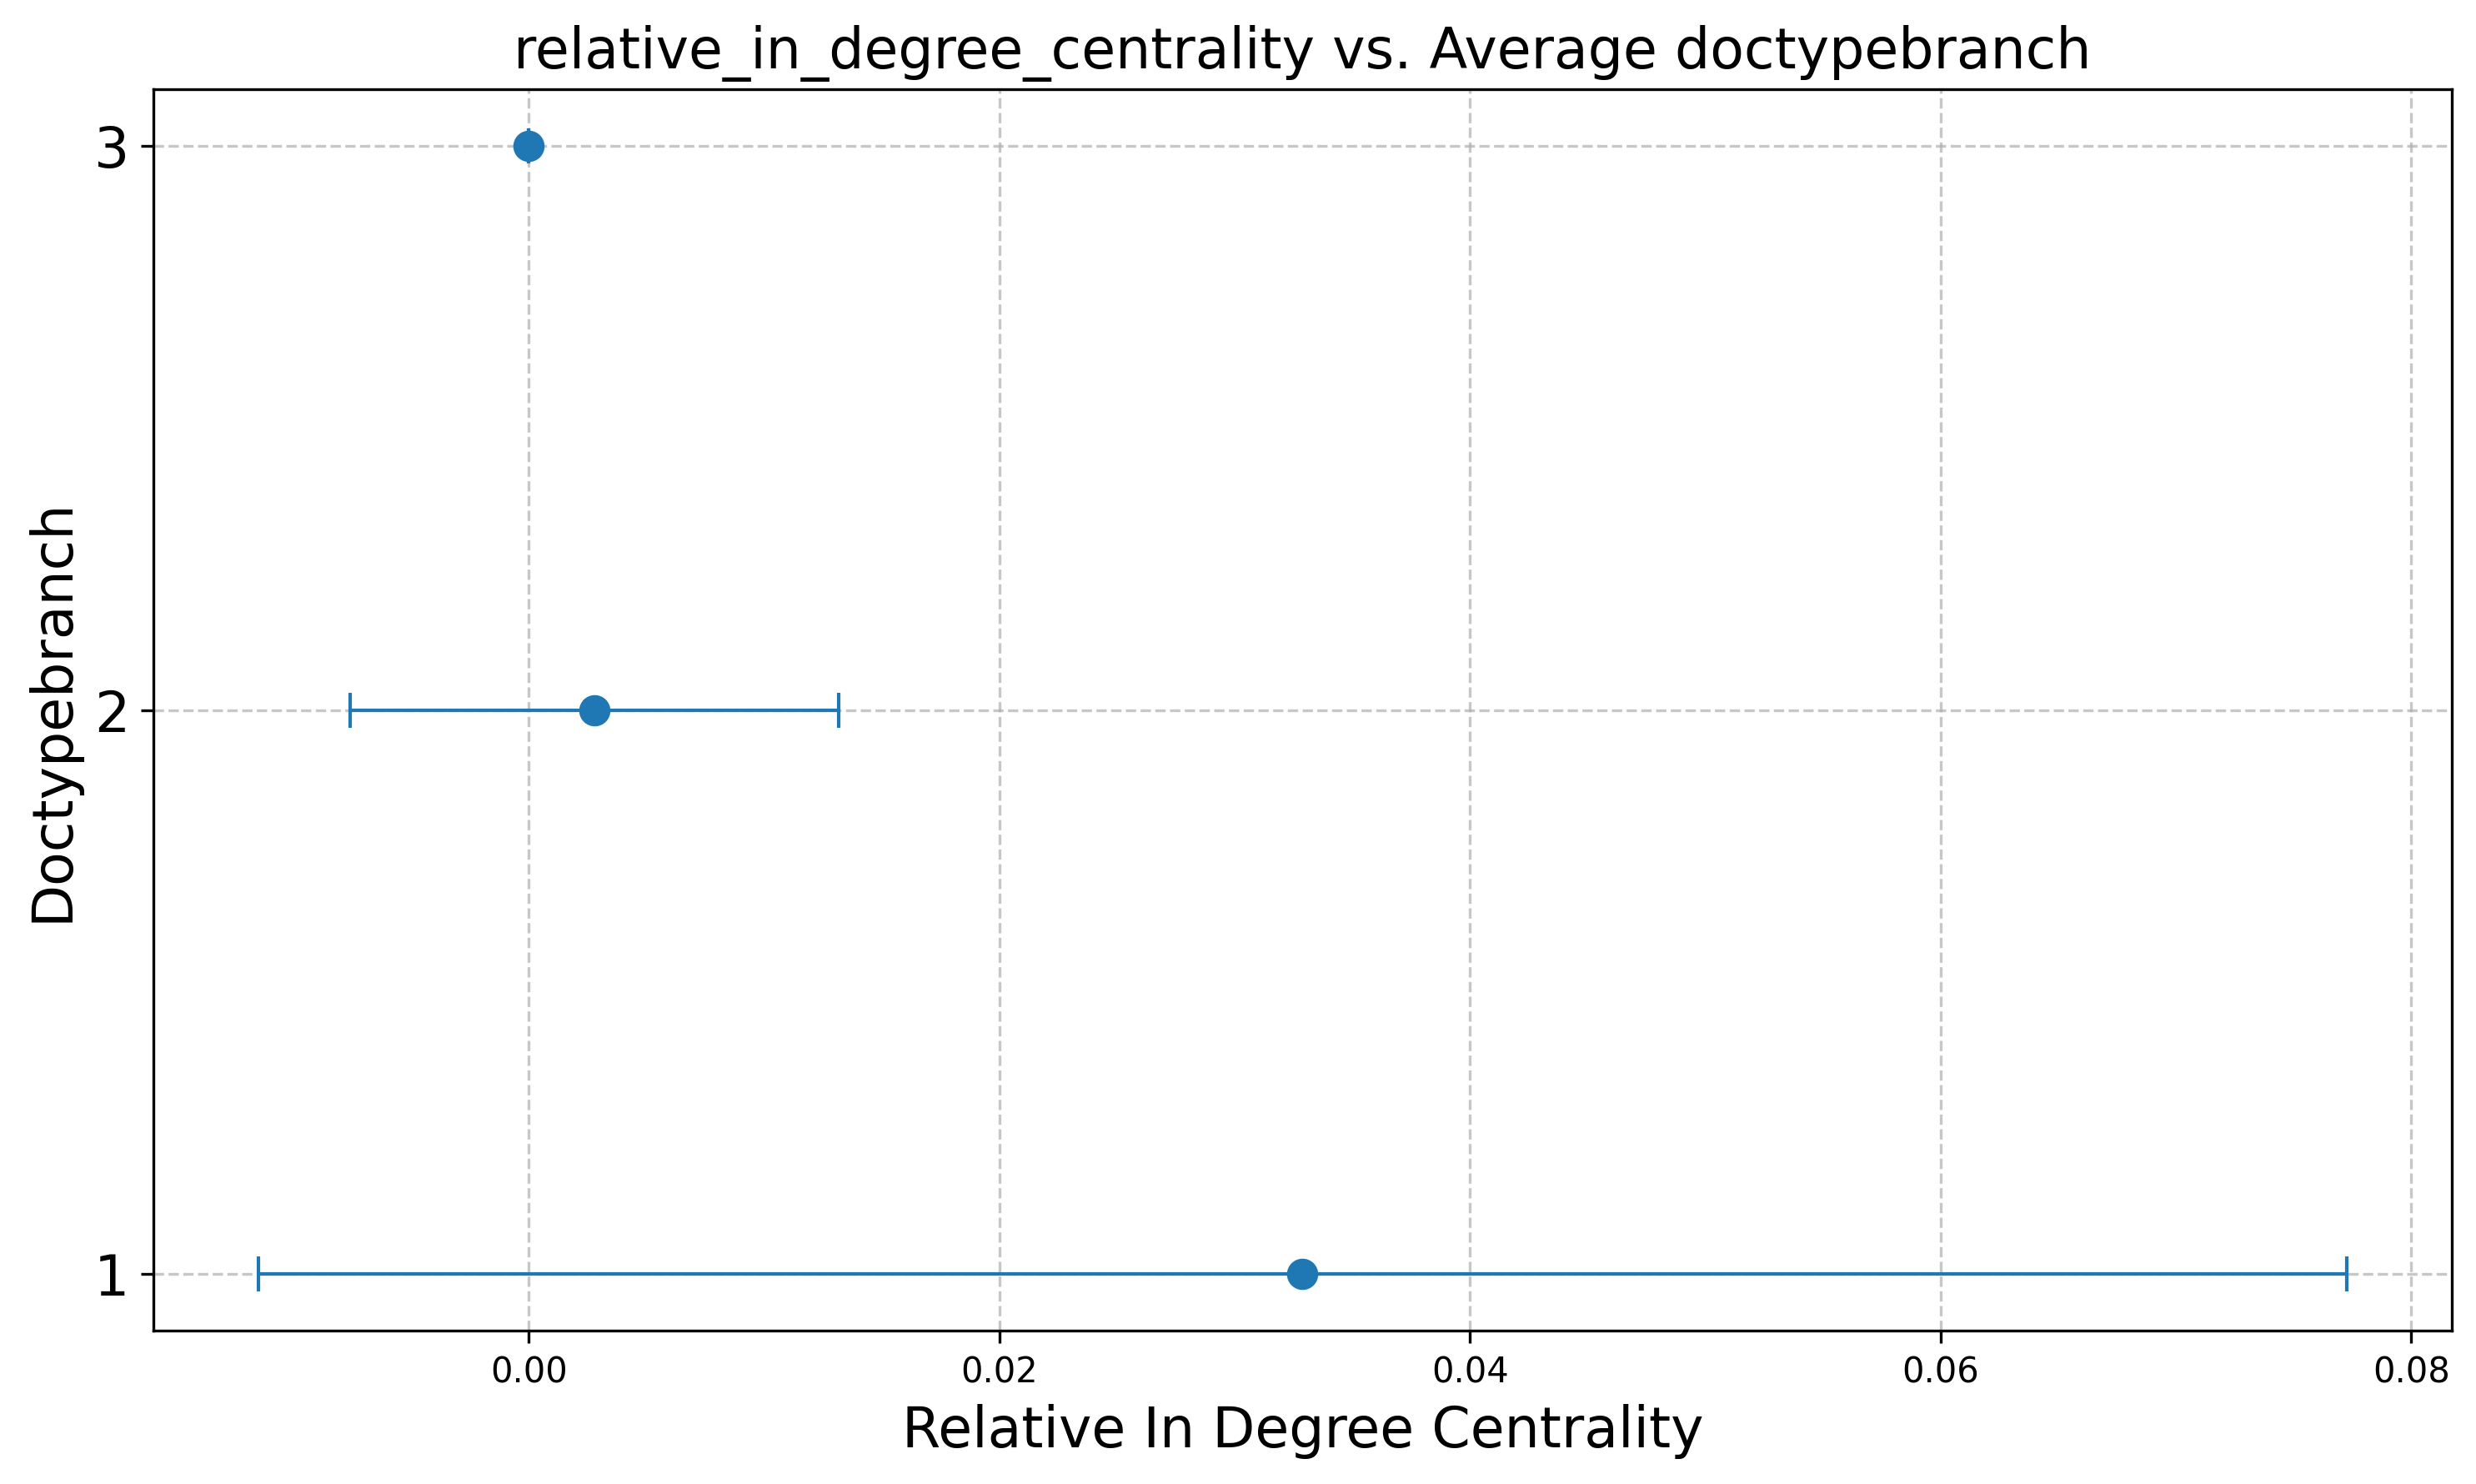 relative_in_degree_centrality vs. Average doctypebranch
3
2
1
Doctypebranch
0.00 0.02 0.04 0.06 0.08
Relative In Degree Centrality